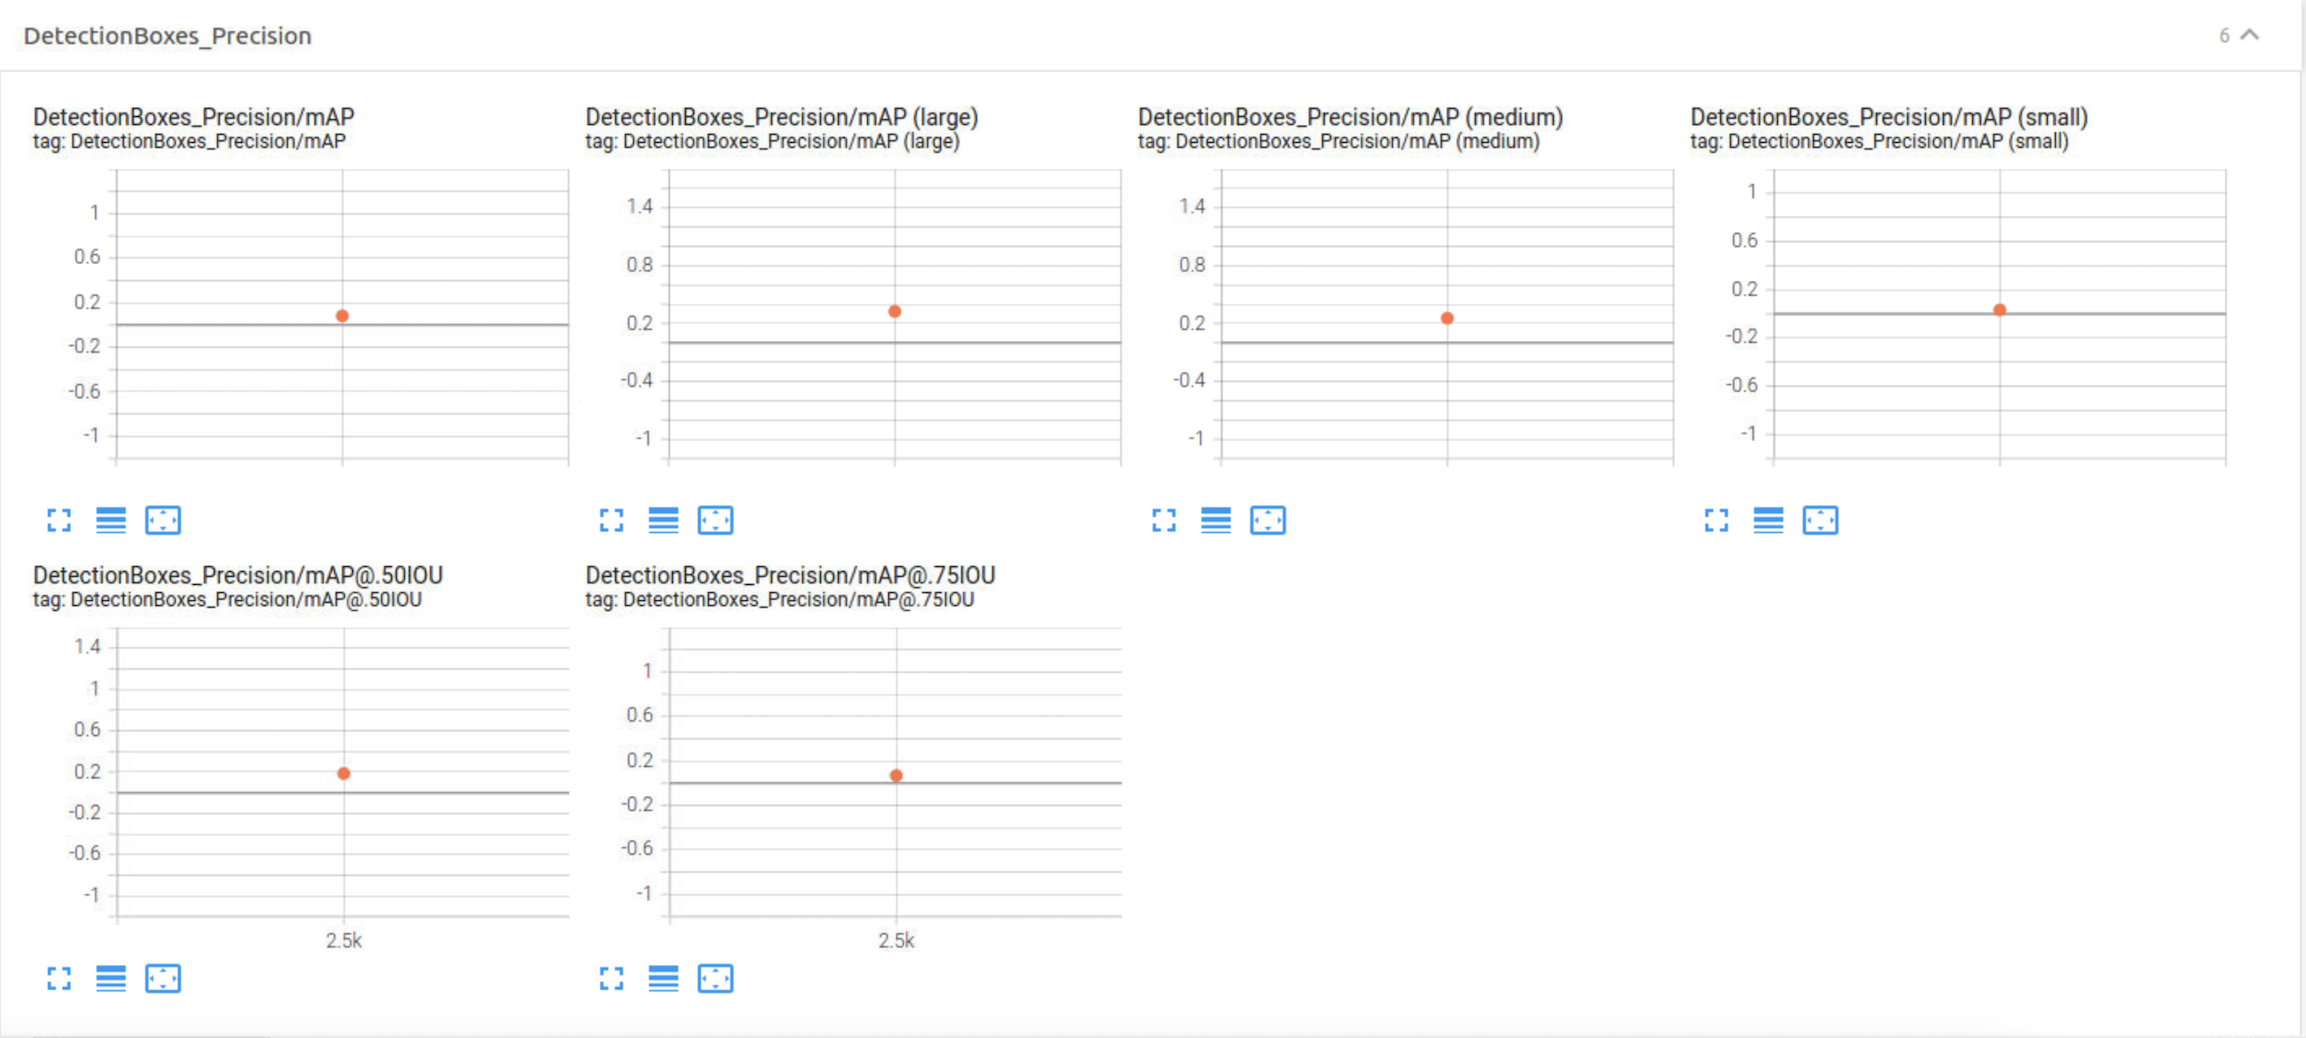 DetectionBoxes_Precision
6
DetectionBoxes_Precision/mAP
tag: DetectionBoxes_Precision/mAP
1
0.6
0.2
-0.2
-0.6
-1
DetectionBoxes_Precision/mAP (large)
tag: DetectionBoxes_Precision/mAP (large)
1.4
0.8
0.2
-0.4
-1
DetectionBoxes_Precision/mAP (medium)
tag: DetectionBoxes_Precision/mAP (medium)
1.4
0.8
0.2
-0.4
-1
DetectionBoxes_Precision/mAP (small)
tag: DetectionBoxes_Precision/mAP (small)
1
0.6
0.2
-0.2
-0.6
-1
DetectionBoxes_Precision/mAP@.50IOU
tag: DetectionBoxes_Precision/mAP@.50IOU
1.4
1
0.6
0.2
-0.2
-0.6
-1
2.5k
DetectionBoxes_Precision/mAP@.75IOU
tag: DetectionBoxes_Precision/mAP@.75IOU
1
0.6
0.2
-0.2
-0.6
-1
2.5k